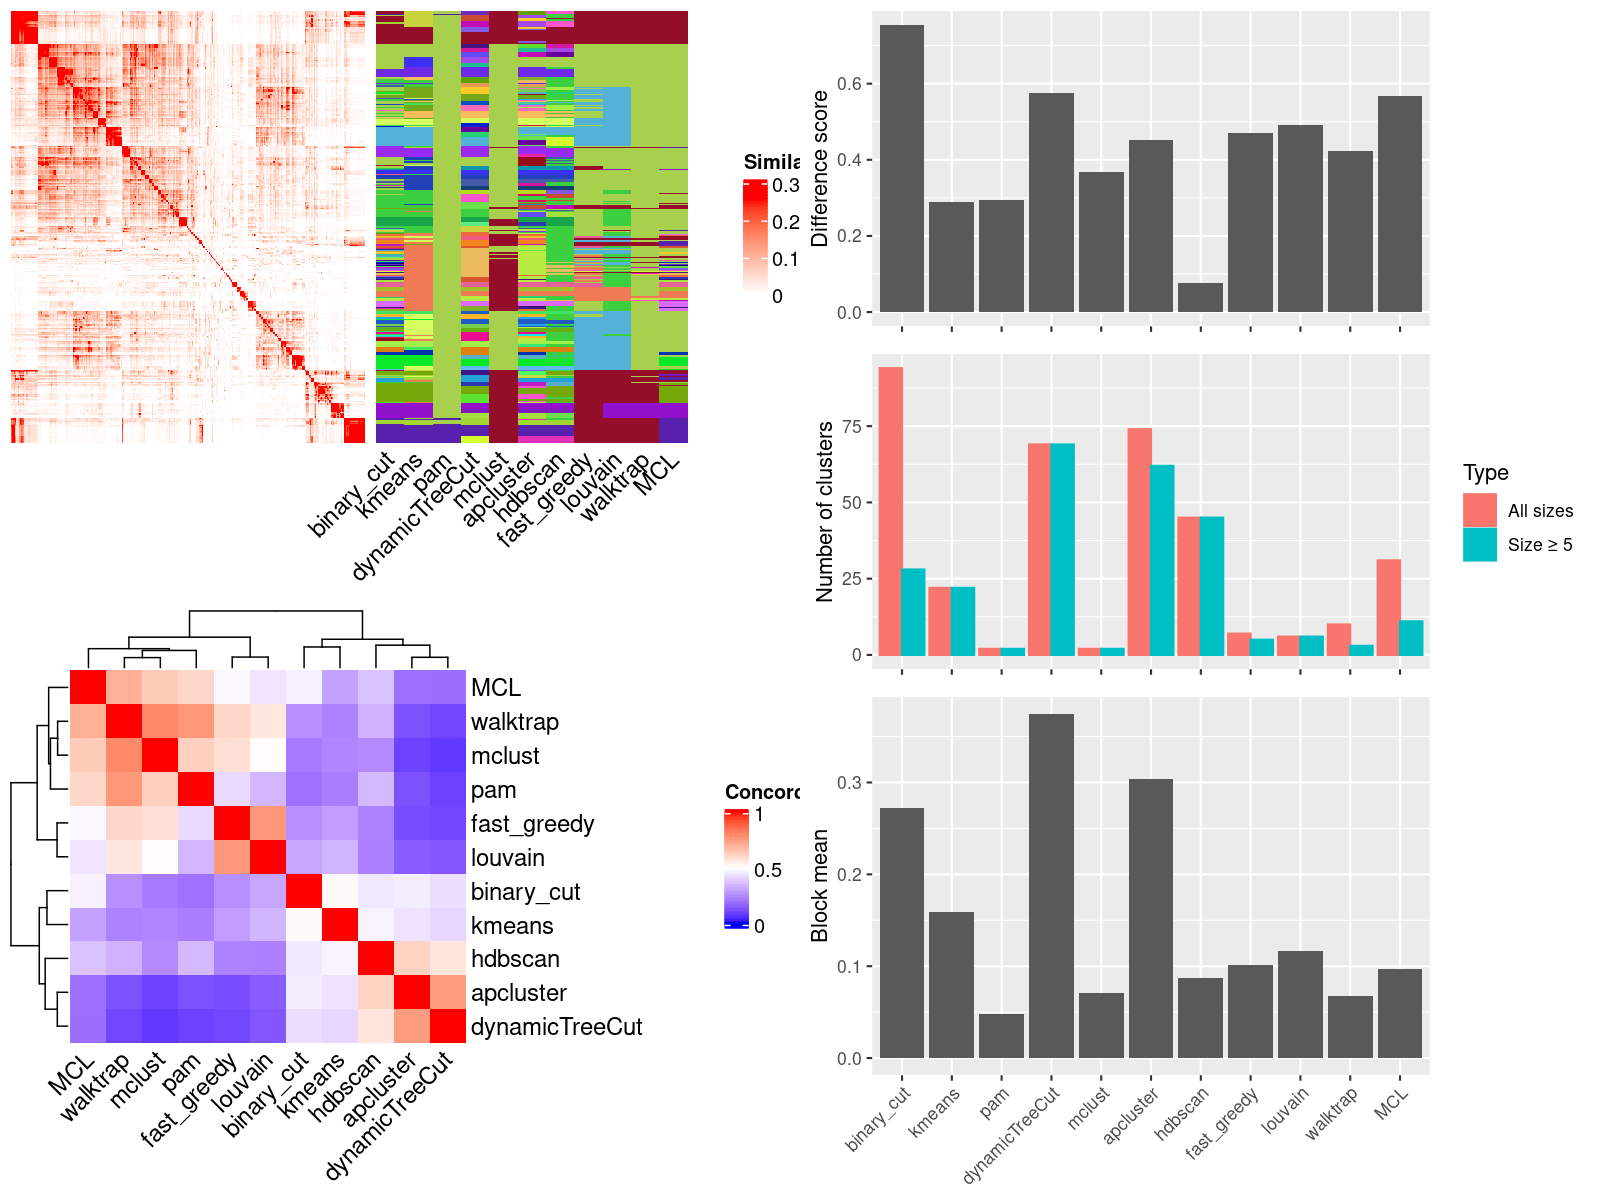 Simila
0.3
0.2
0.1
0
binary_cut
kmeans
pam
dynamicTreeCut
mclust
apcluster
hdbscan
fast_greedy
louvain
walktrap
MCL
MCL
walktrap
mclust
pam
fast_greedy
louvain
binary_cut
kmeans
hdbscan
apcluster
dynamicTreeCut
MCL
walktrap
mclust
pam
fast_greedy
louvain
binary_cut
kmeans
hdbscan
apcluster
dynamicTreeCut
Concord
1
0.5
0
Difference score
0.6
0.4
0.2
0.0
Number of clusters
75
50
25
0
Type
All sizes
Size ≥ 5
Block mean
0.3
0.2
0.1
0.0
binary_cut
kmeans
pam
dynamicTreeCut
mclust
apcluster
hdbscan
fast_greedy
louvain
walktrap
MCL